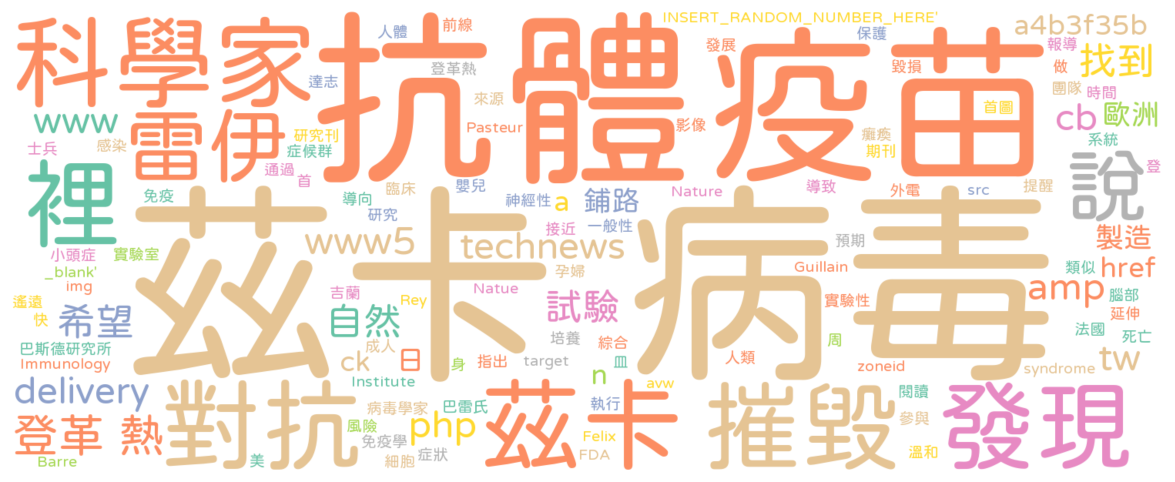 科學家
抗體
疫苗
INSERT_RANDOM_NUMBER_HERE'
a4b3f35b
人體
前線
保護
發展
報導
找到
登革熱
達志
毀損
做
來源
團隊
時間
首圖
www
雷伊
研究刊
Pasteur
影像
癱瘓
cb
歐洲
感染
症候群
期刊
系統
士兵
通過
首
說
登
裡
免疫
導向
臨床
嬰兒
神經性
a
鋪路
Nature
導致
外電
src
提醒
研究
接近
一般性
茲卡
病毒
www5
technews
預期
製造
小頭症
實驗室
_blank'
img
孕婦
Guillain
類似
href
遙遠
吉蘭
Rey
Natue
試驗
實驗性
amp
腦部
快
希望
自然
延伸
巴斯德研究所
成人
培養
綜合
周
法國
死亡
Immunology
ck
日
身
指出
target
皿
人類
zoneid
syndrome
tw
delivery
Institute
n
avw
閱讀
對抗
病毒學家
巴雷氏
茲卡
執行
摧毀
發現
登革 熱
風險
php
參與
免疫學
症狀
Felix
Barre
美
細胞
FDA
溫和